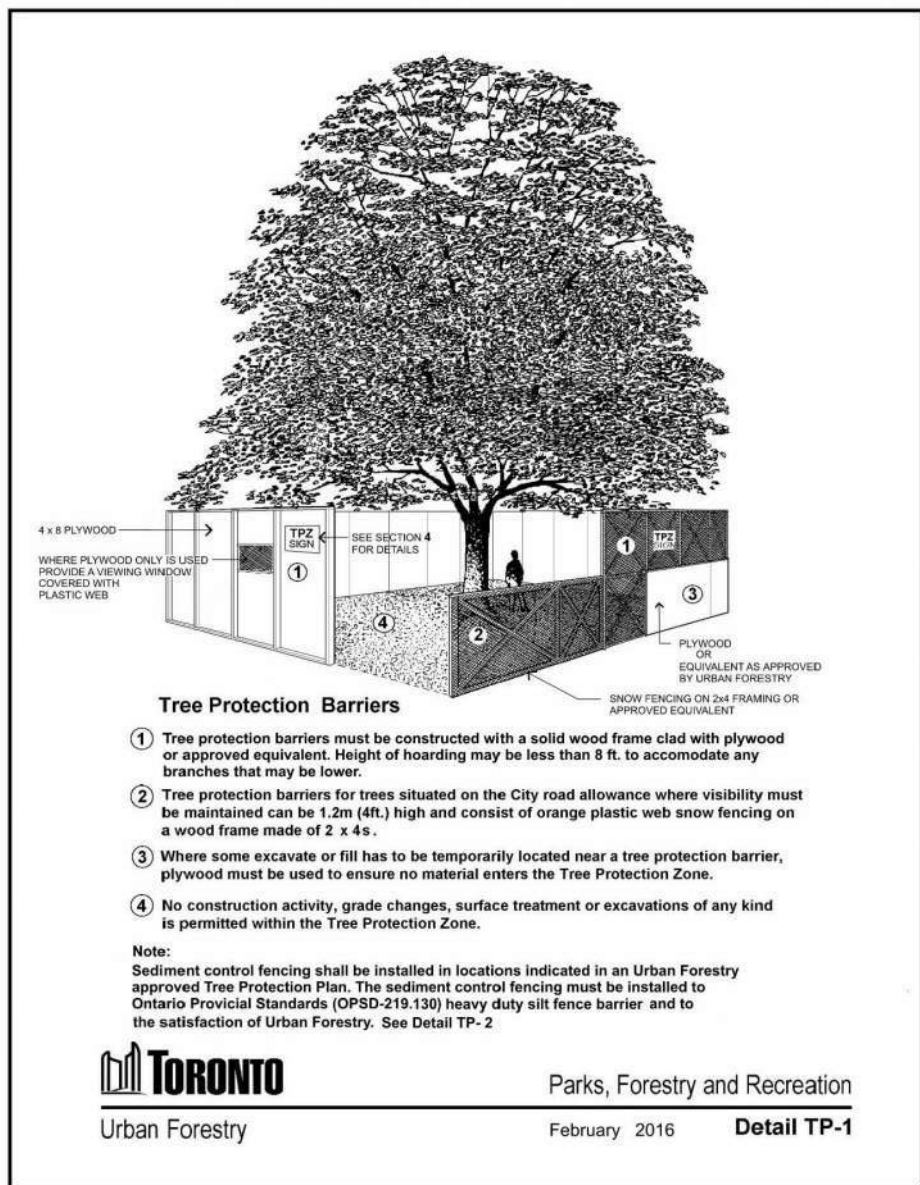 4 x 8 PLYWOOD
WHERE PLYWOOD ONLY IS USED
PROVIDE A VIEWING WINDOW
COVERED WITH
PLASTIC WEB
TPZ
SIGN
1
SEE SECTION 4
FOR DETAILS
4
2
1
TPZ
SIGN
3
PLYWOOD
OR
EQUIVALENT AS APPROVED
BY URBAN FORESTRY
SNOW FENCING ON 2x4 FRAMING OR
APPROVED EQUIVALENT
Tree Protection Barriers
1 Tree protection barriers must be constructed with a solid wood frame clad with plywood
or approved equivalent. Height of hoarding may be less than 8 ft. to accomodate any
branches that may be lower.
2 Tree protection barriers for trees situated on the City road allowance where visibility must
be maintained can be 1.2m (4ft.) high and consist of orange plastic web snow fencing on
a wood frame made of 2 x 4s.
3 Where some excavate or fill has to be temporarily located near a tree protection barrier,
plywood must be used to ensure no material enters the Tree Protection Zone.
4 No construction activity, grade changes, surface treatment or excavations of any kind
is permitted within the Tree Protection Zone.
Note:
Sediment control fencing shall be installed in locations indicated in an Urban Forestry
approved Tree Protection Plan. The sediment control fencing must be installed to
Ontario Provicial Standards (OPSD-219.130) heavy duty silt fence barrier and to
the satisfaction of Urban Forestry. See Detail TP- 2
TORONTO
Parks, Forestry and Recreation
Urban Forestry
February 2016
Detail TP-1